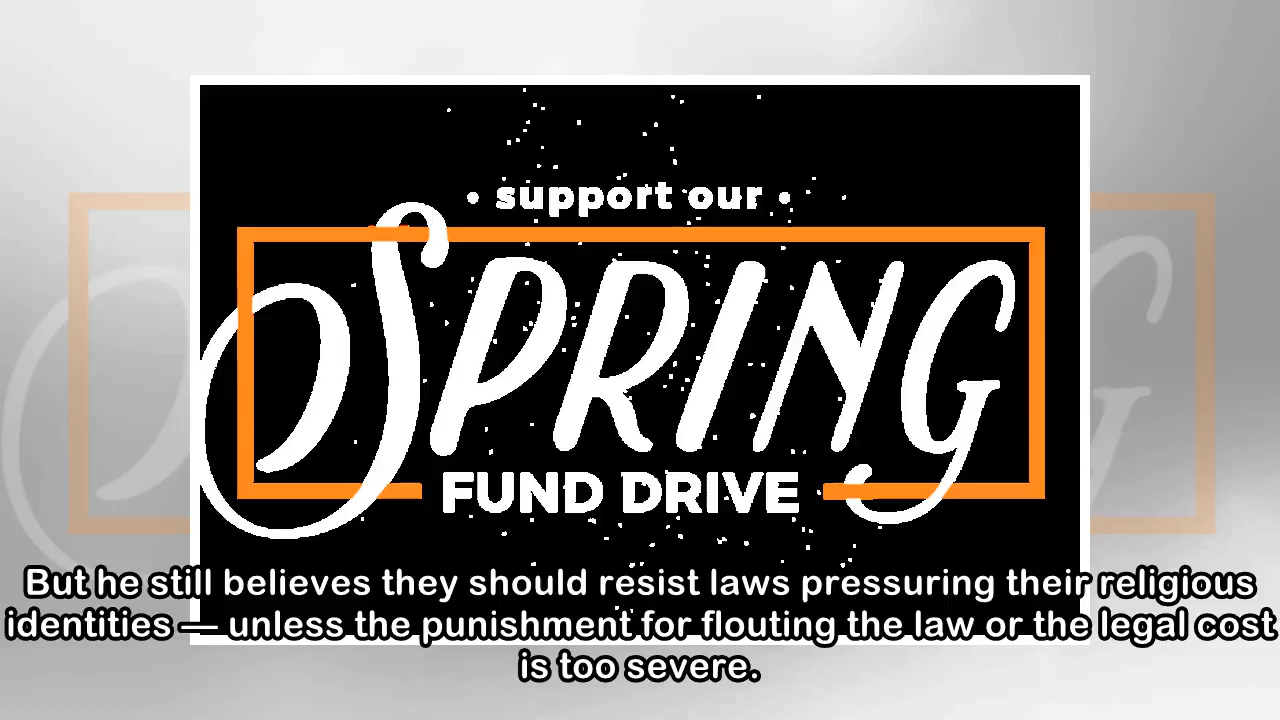 • support our •
SPRING
FUND DRIVE
But he still believes they should resist laws pressuring their religious
identities — unless the punishment for flouting the law or the legal cost
is too severe.